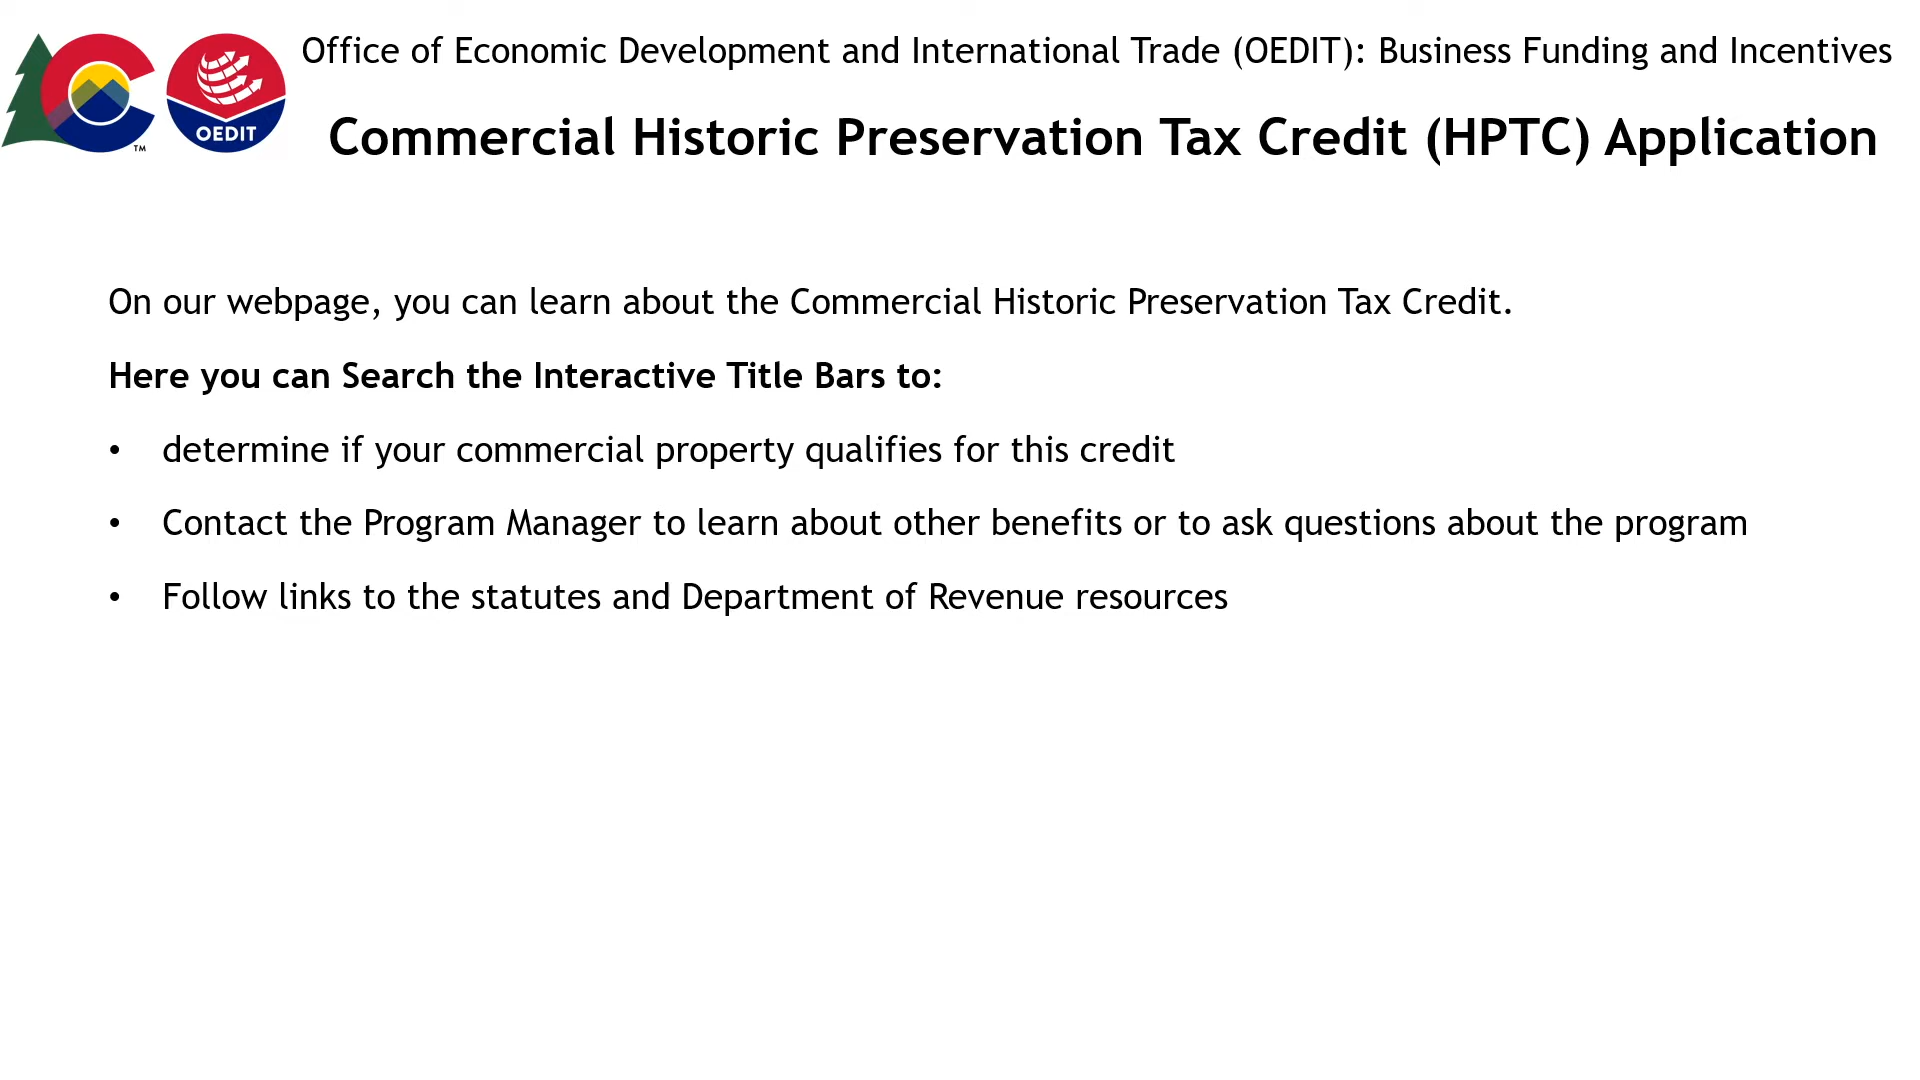 Office of Economic Development and International Trade (OEDIT): Business Funding and Incentives
Commercial Historic Preservation Tax Credit (HPTC) Application
TM
OEDIT
On our webpage, you can learn about the Commercial Historic Preservation Tax Credit.
Here you can Search the Interactive Title Bars to:
• determine if your commercial property qualifies for this credit
• Contact the Program Manager to learn about other benefits or to ask questions about the program
• Follow links to the statutes and Department of Revenue resources